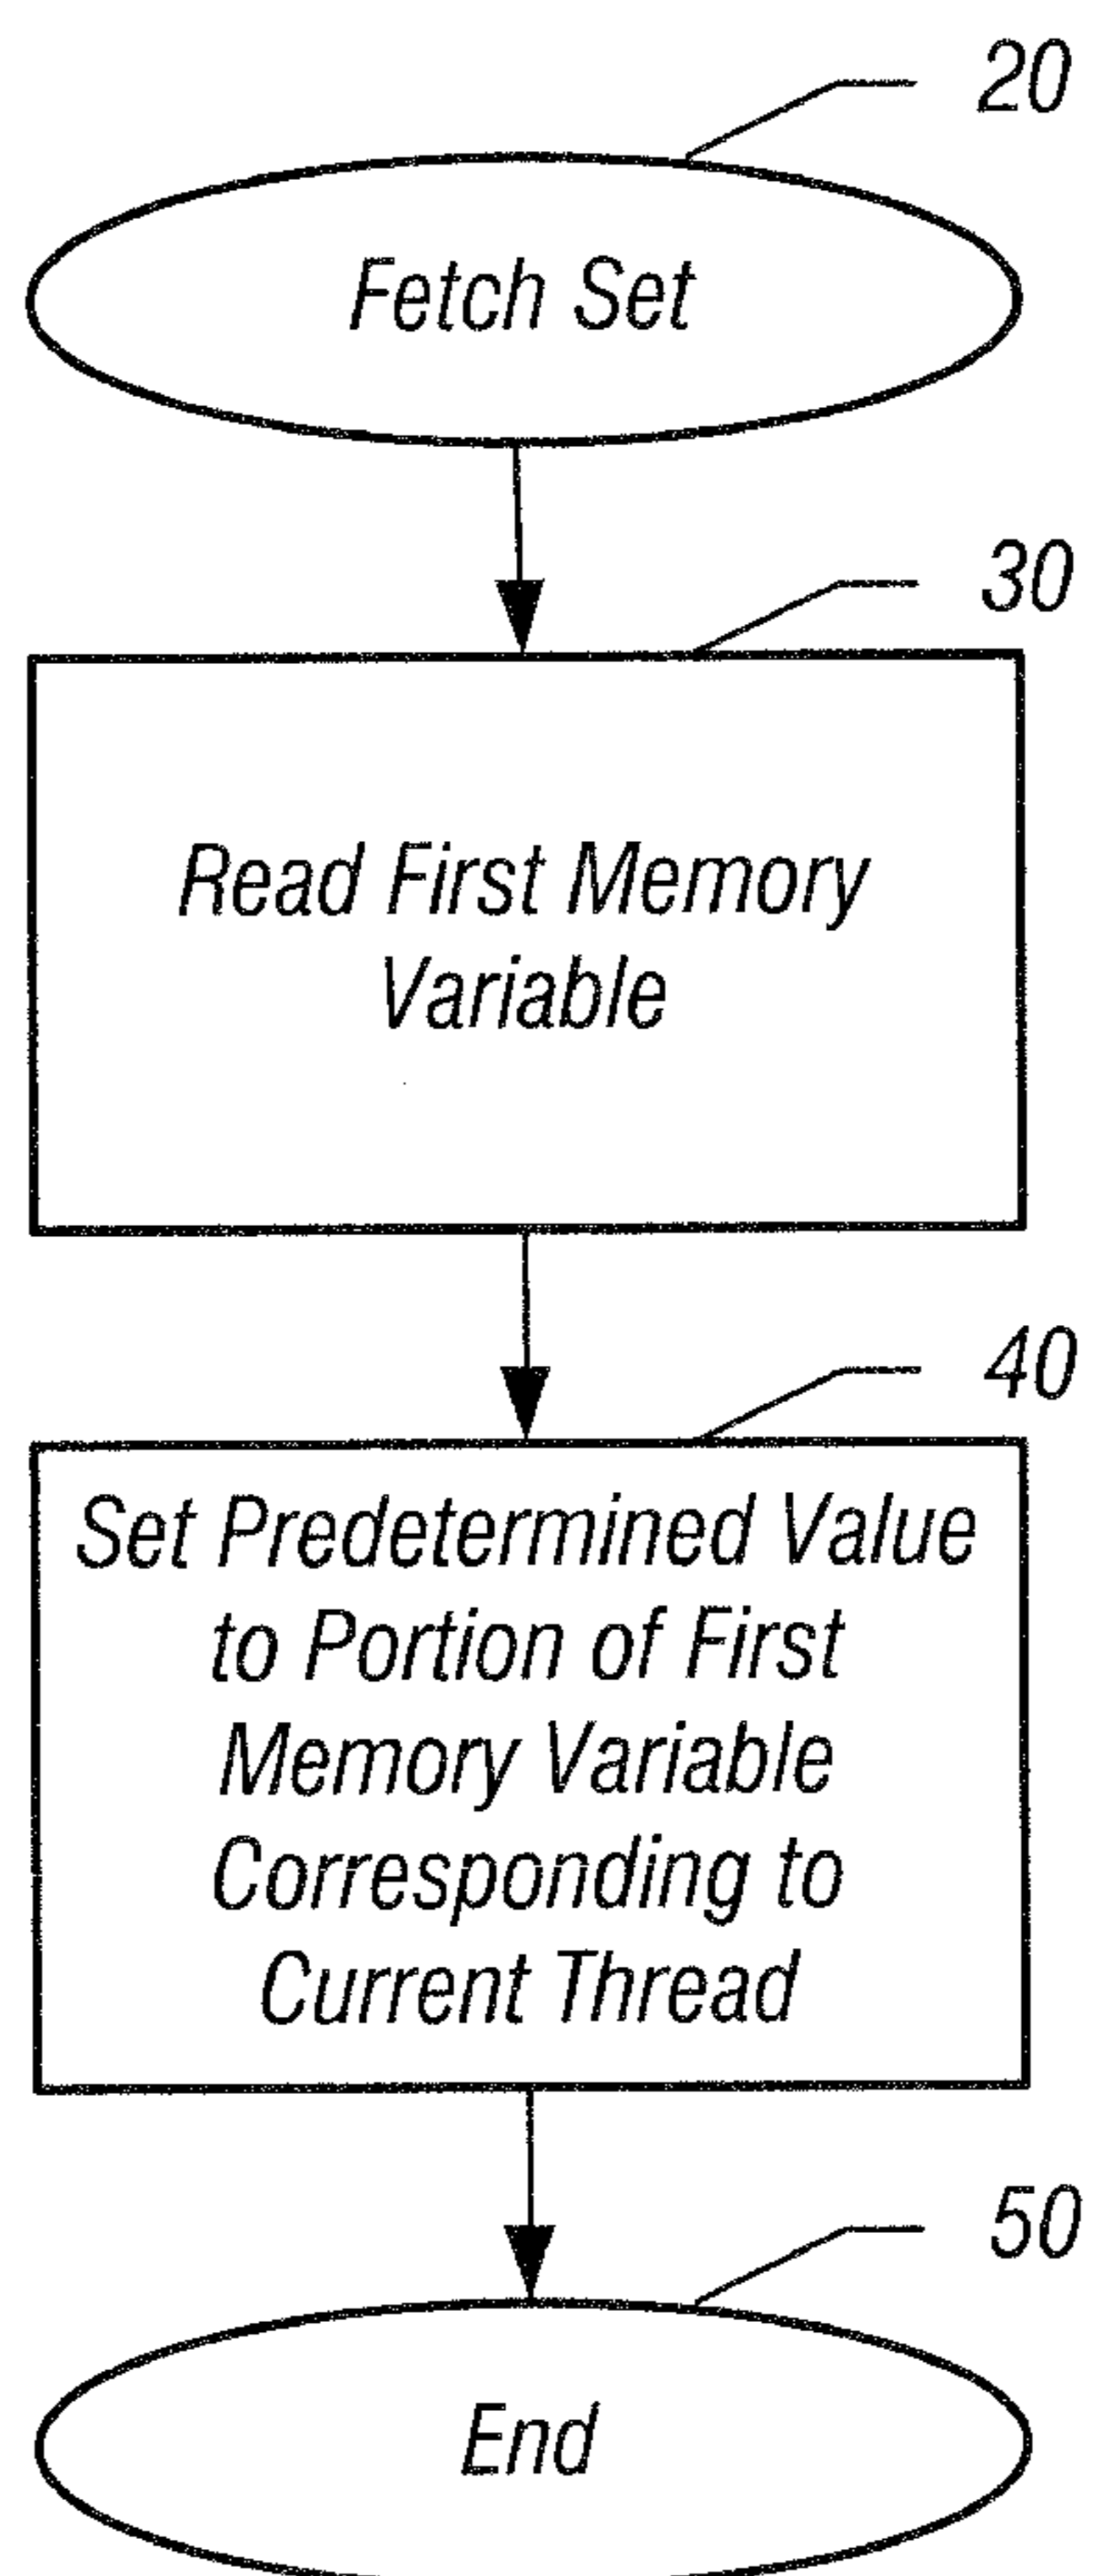 20
Fetch Set
30
Read First Memory
Variable
40
Set Predetermined Value
to Portion of First
Memory Variable
Corresponding to
Current Thread
50
End